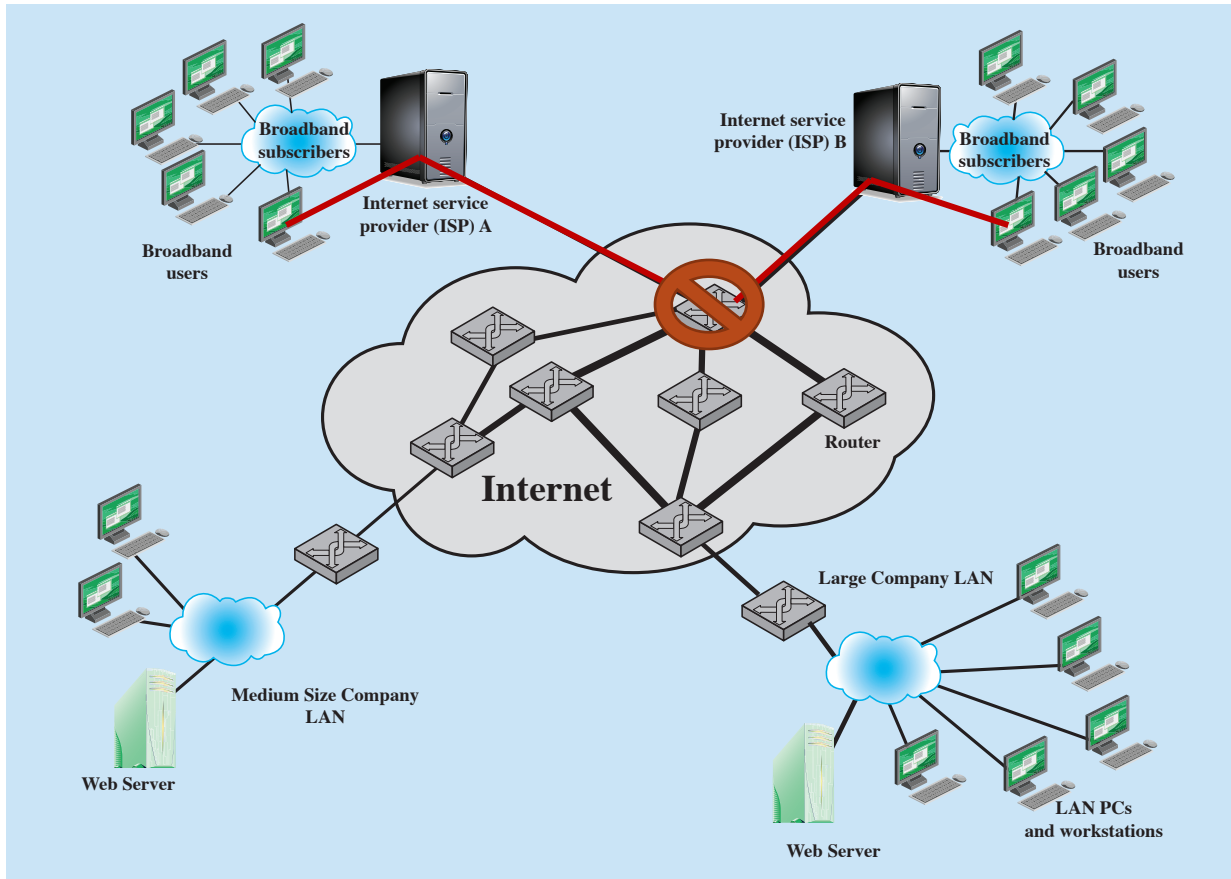 Broadband
subscribers
Internet service
provider (ISP) A
Broadband
users
Internet service
provider (ISP) B
Broadband
subscribers
Broadband
users
Router
Internet
Large Company LAN
Medium Size Company
LAN
Web Server
LAN PCs
and workstations
Web Server